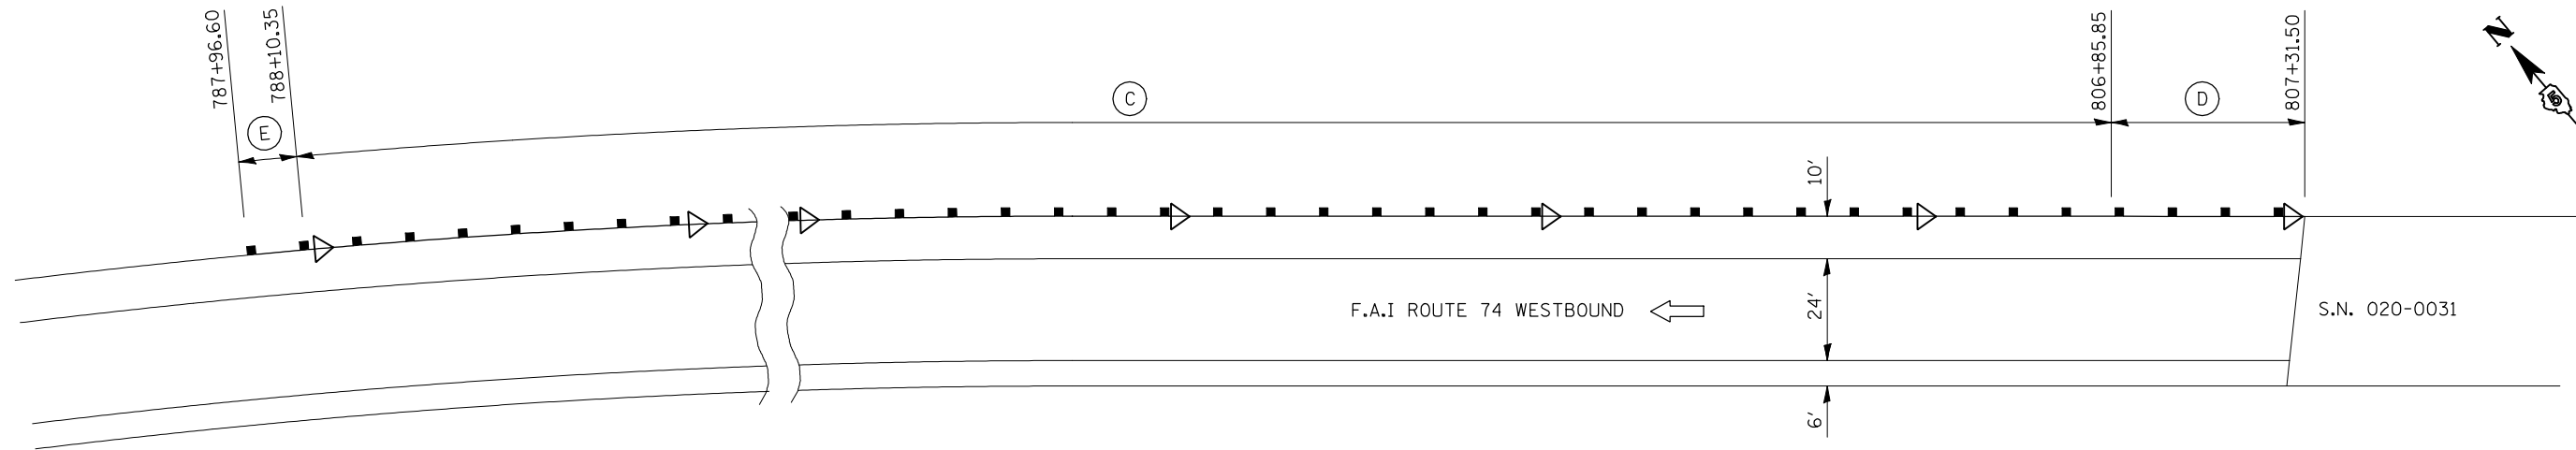 787+96.60
788+10.35
E
C
806+85.85
D
807+31.50
N
5
10'
24'
6'
F.A.I ROUTE 74 WESTBOUND
S.N. 020-0031